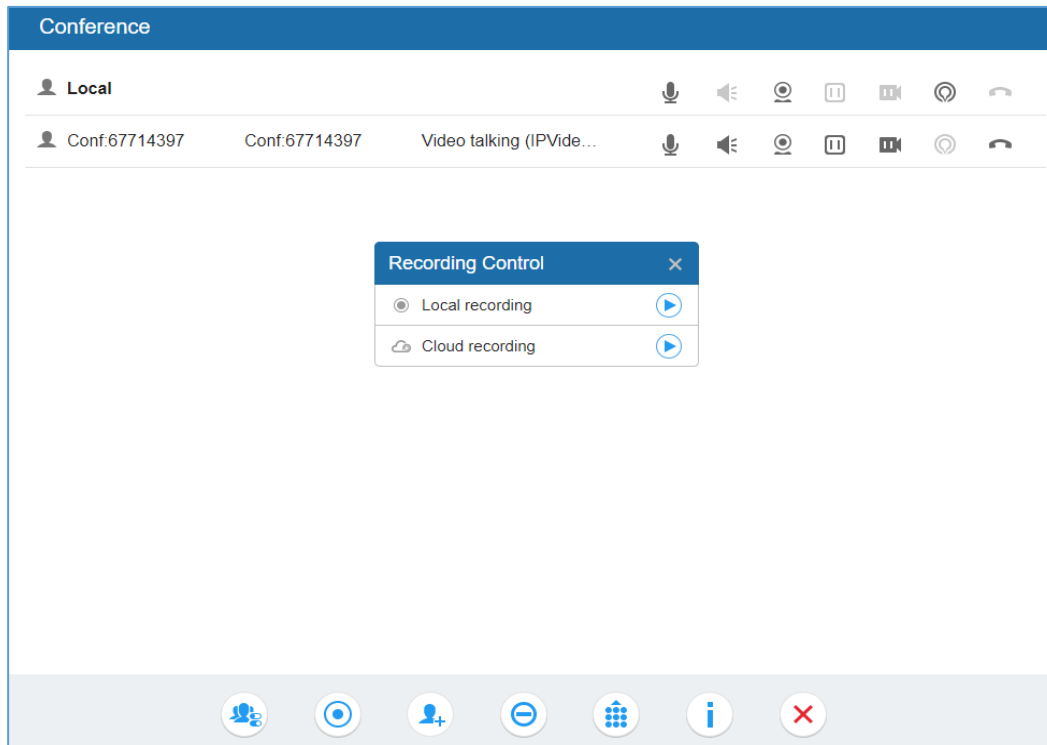 Conference
Local
Conf:67714397 Conf:67714397 Video talking (IPVide...
Recording Control
Local recording
Cloud recording